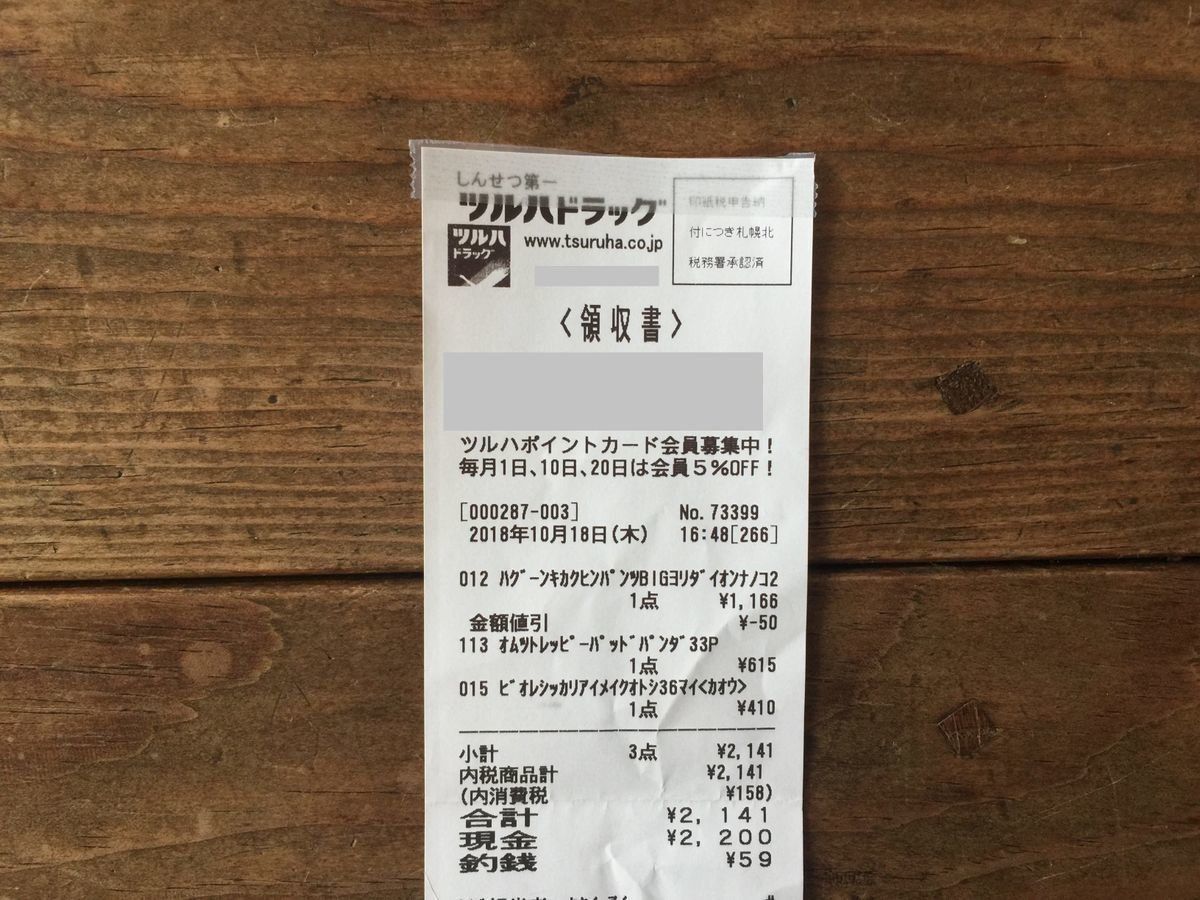 しんせつ第一
ツルハドラッグ
ツルハ
ドラッグ
www.tsuruha.co.jp
印紙税申告納
付につき札幌北
税務署承認済
<領収書>
ツルハポイントカード会員募集中!
毎月1日、10日、20日は会員5%OFF!
[000287-003] No.73399
2018年10月18日(木) 16:48[266]
012 ハグーンキカクヒンパンツBIGヨリダイオンナノコ2
1点 ¥1,166
金額値引 ¥-50
113 オムツトレッピーパッドパンダ33P
1点 ¥615
015 ビオレシッカリアイメイクオトシ36マイ<カオウ>
1点 ¥410
小計 3点 ¥2,141
内税商品計 ¥2,141
(内消費税 ¥158)
合計 ¥2,141
現金 ¥2,200
釣銭 ¥59